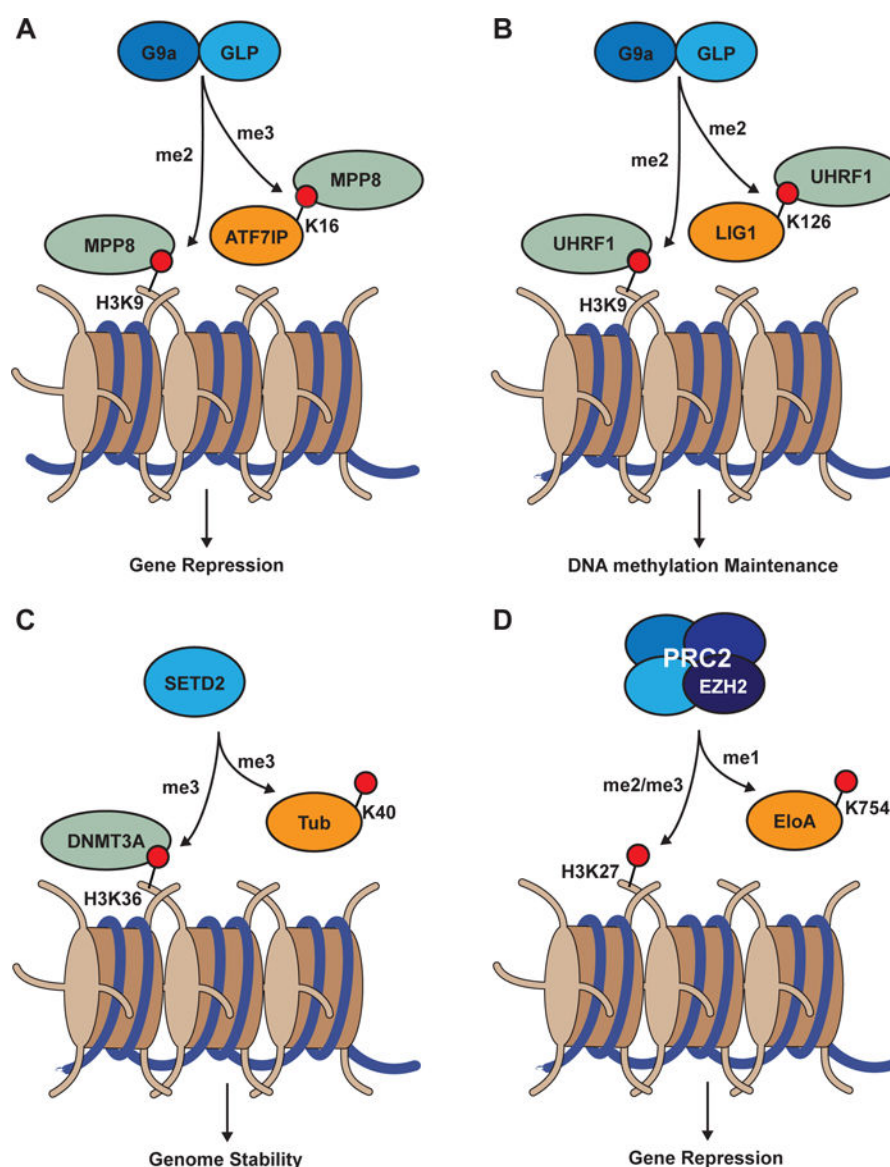 A
G9a
GLP
me3
me2
MPP8
K16
ATF7IP
MPP8
H3K9
Gene Repression
B
G9a
GLP
me2
me2
UHRF1
K126
LIG1
UHRF1
H3K9
DNA methylation Maintenance
C
SETD2
me3
me3
K40
Tub
DNMT3A
H3K36
Genome Stability
D
PRC2
EZH2
me1
me2/me3
K754
EloA
H3K27
Gene Repression